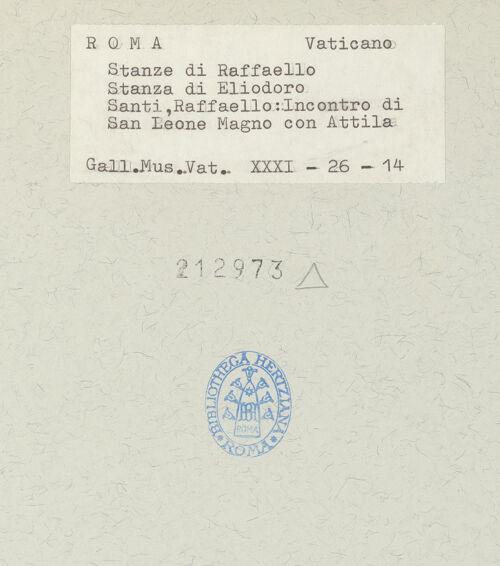 R O M A Vaticano
Stanze di Raffaello
Stanza di Eliodoro
Santi,Raffaello:Incontro di
San Leone Magno con Attila
Gall.Mus.Vat. XXXI - 26 - 14
212973
BIBLIOTHECA HERTZIANA
ROMA
ROMA